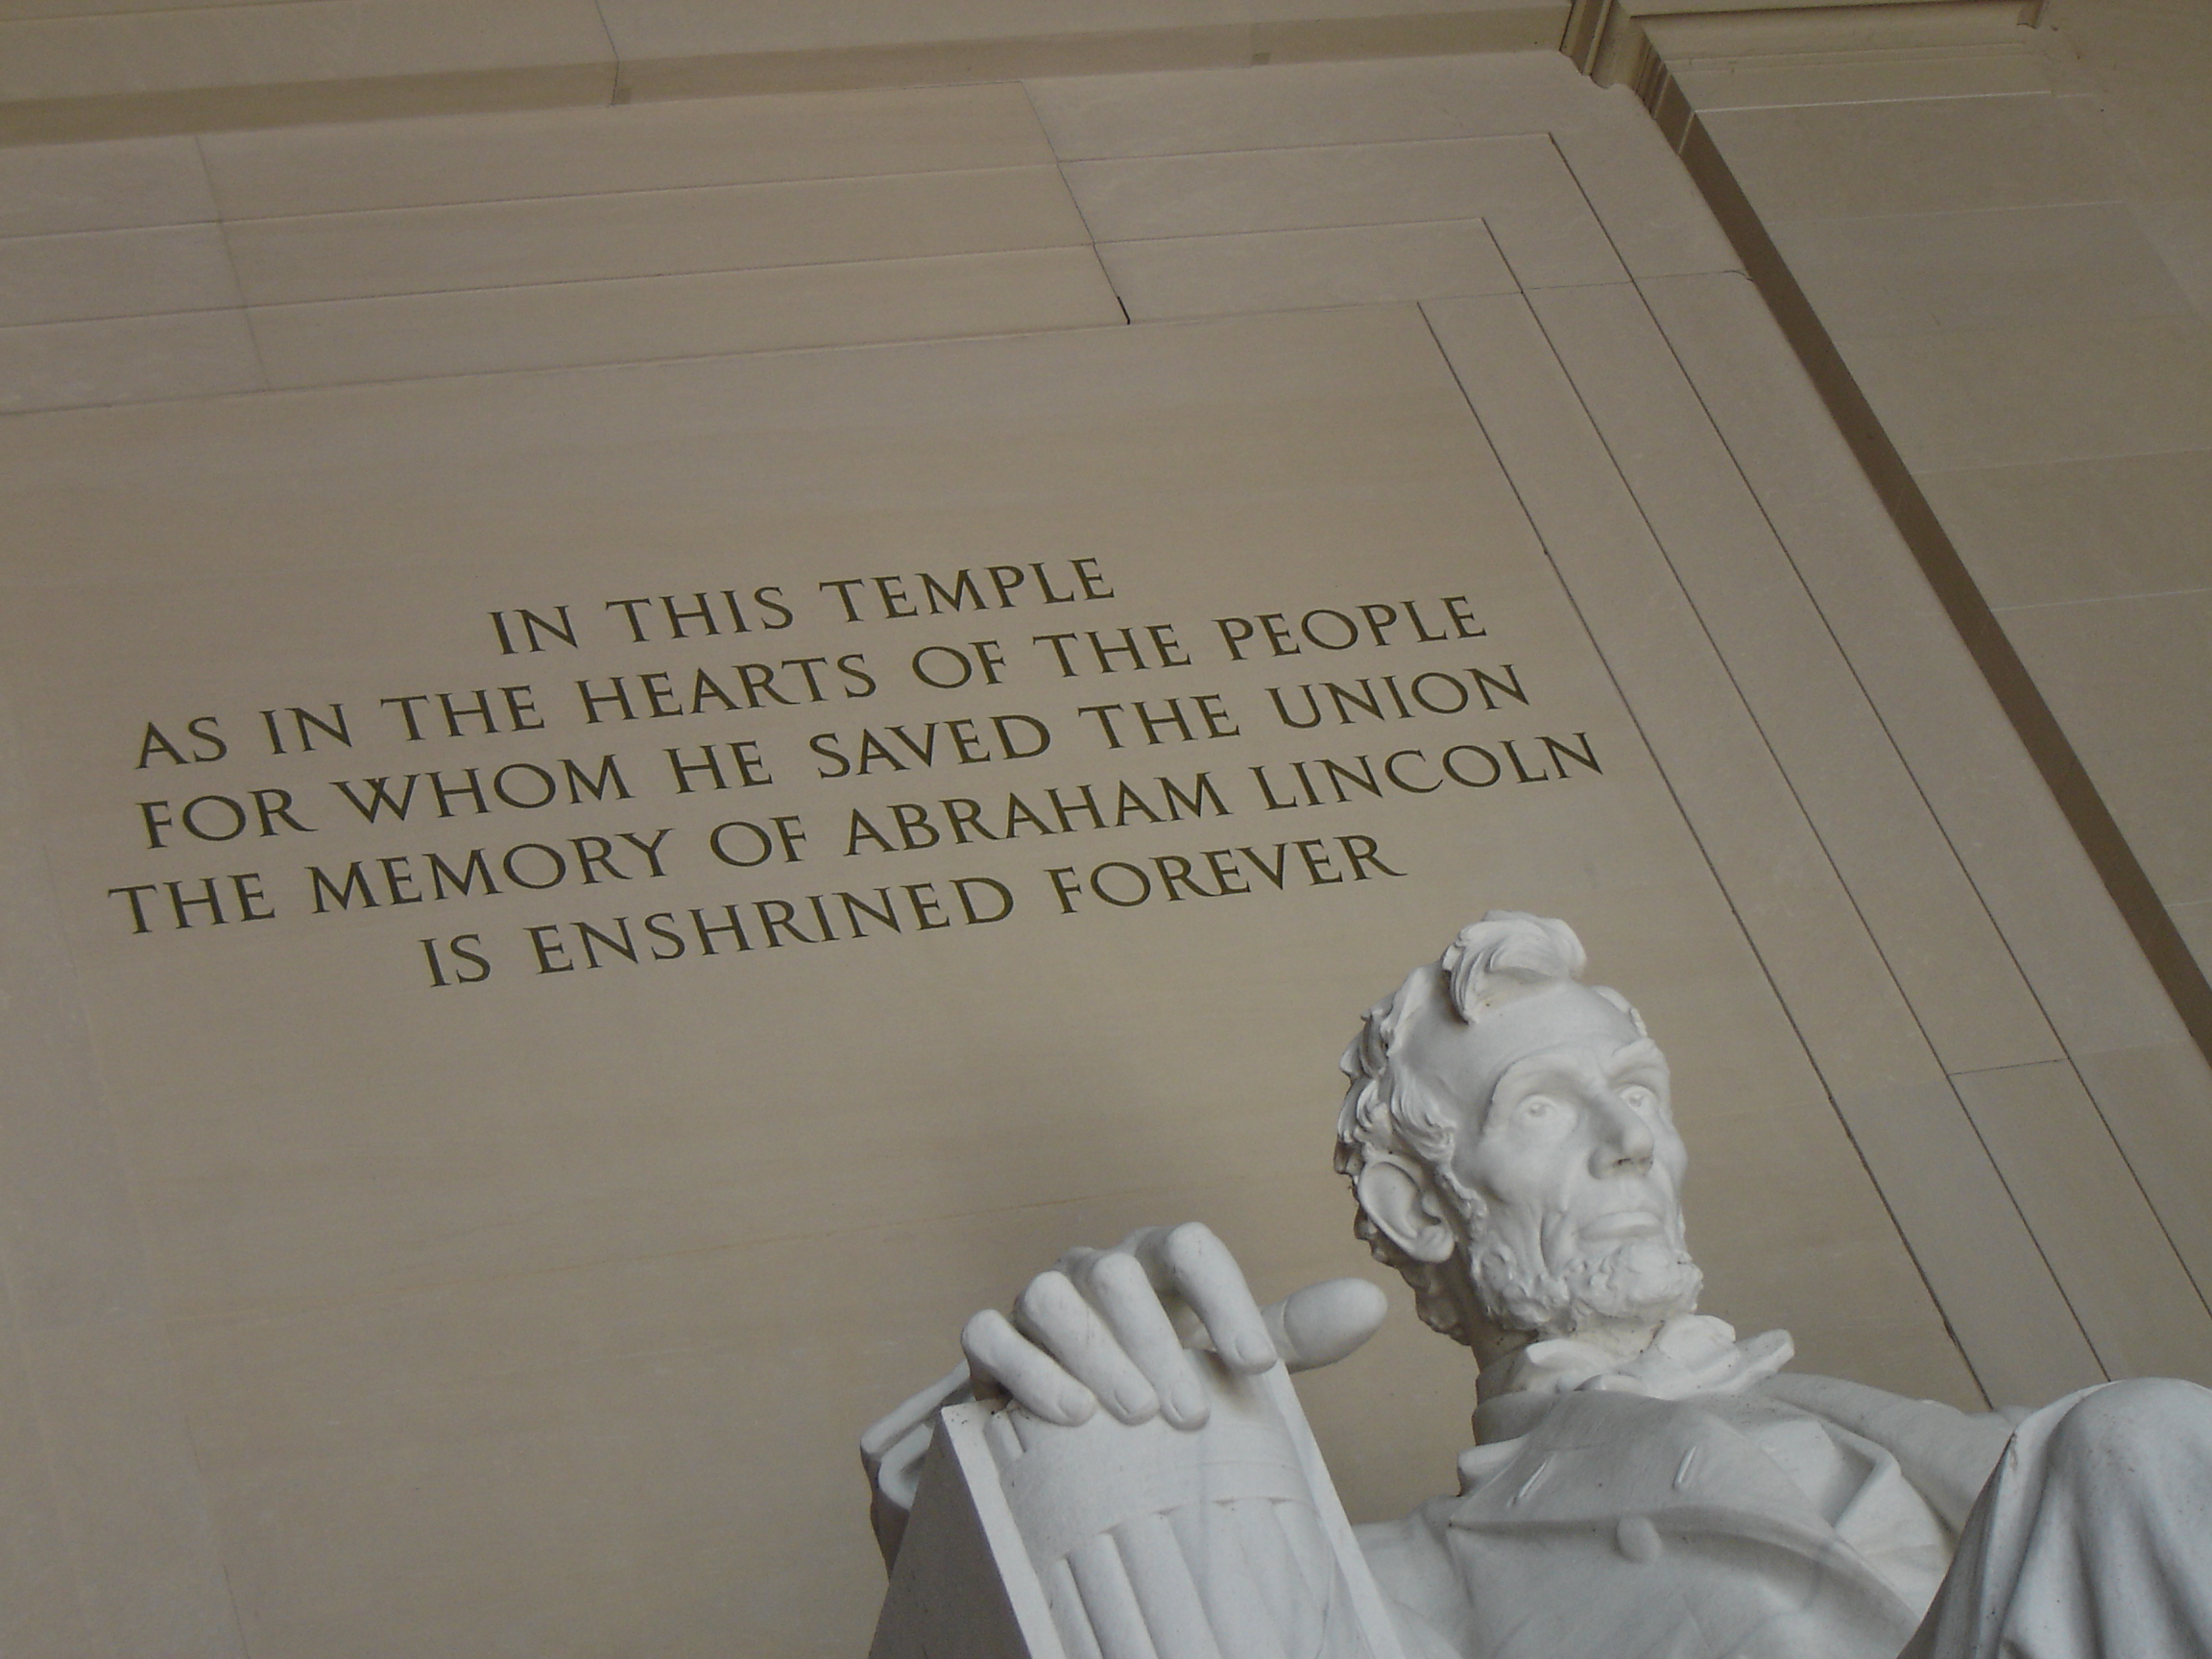 IN THIS TEMPLE
AS IN THE HEARTS OF THE PEOPLE
FOR WHOM HE SAVED THE UNION
THE MEMORY OF ABRAHAM LINCOLN
IS ENSHRINED FOREVER